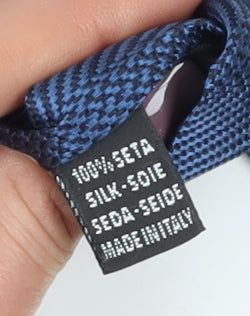 100% SETA
SILK-SOIE
SEDA-SEIDE
MADE IN ITALY